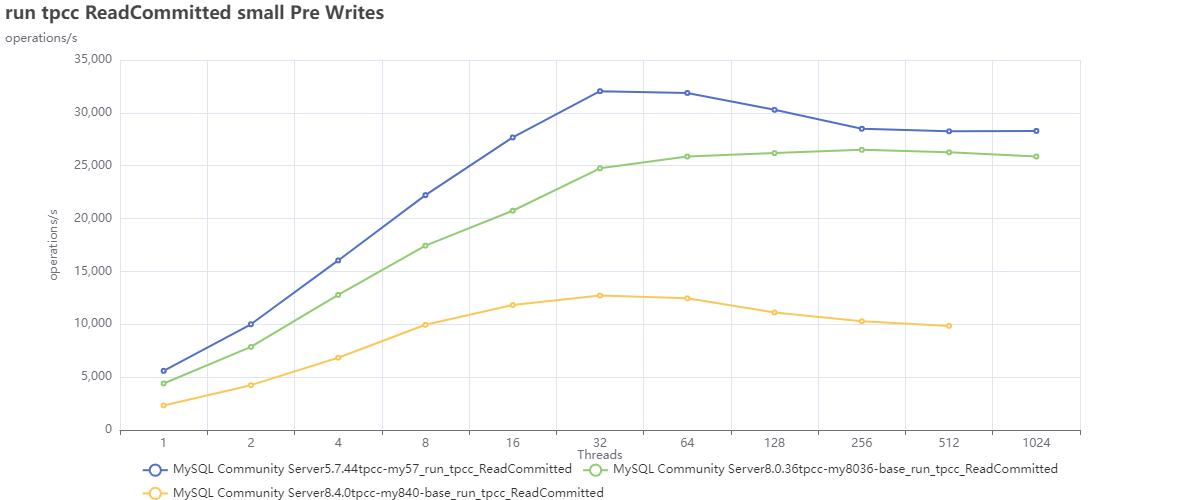 run tpcc ReadCommitted small Pre Writes
operations/s
35,000
30,000
25,000
20,000
15,000
10,000
5,000
0
operations/s
1 2 4 8 16 32 64 128 256 512 1024
Threads
MySQL Community Server5.7.44tpcc-my57_run_tpcc_ReadCommitted MySQL Community Server8.0.36tpcc-my8036-base_run_tpcc_ReadCommitted
MySQL Community Server8.4.0tpcc-my840-base_run_tpcc_ReadCommitted